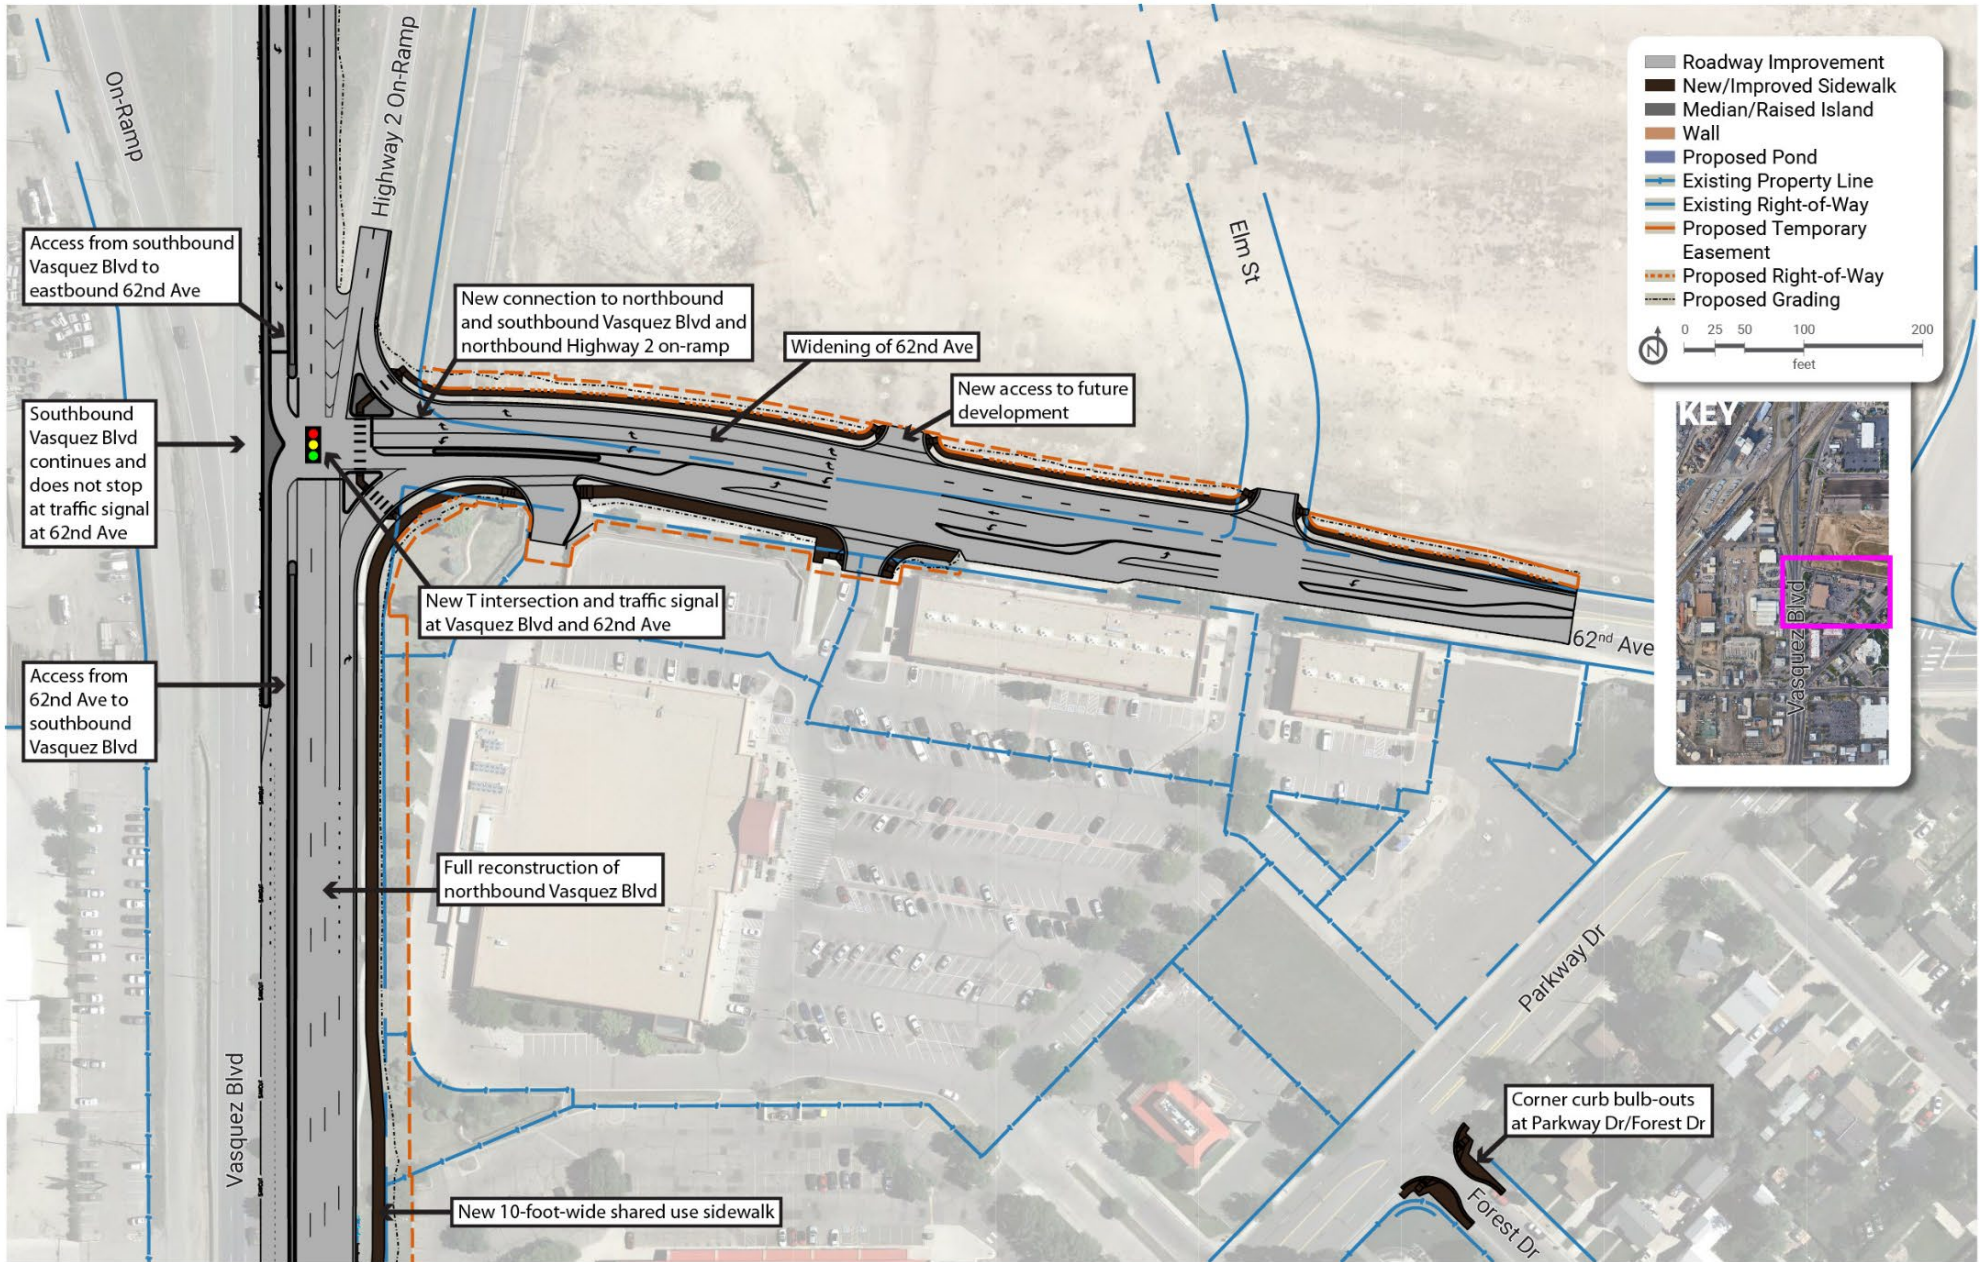 On-Ramp
Highway 2 On-Ramp
Elm St
Roadway Improvement
New/Improved Sidewalk
Median/Raised Island
Wall
Proposed Pond
Existing Property Line
Existing Right-of-Way
Proposed Temporary
Easement
Proposed Right-of-Way
Proposed Grading
N
0 25 50 100 200
feet
KEY
Vasquez Blvd
Access from southbound
Vasquez Blvd to
eastbound 62nd Ave
New connection to northbound
and southbound Vasquez Blvd and
northbound Highway 2 on-ramp
Widening of 62nd Ave
New access to future
development
Southbound
Vasquez Blvd
continues and
does not stop
at traffic signal
at 62nd Ave
New T intersection and traffic signal
at Vasquez Blvd and 62nd Ave
62nd Ave
Access from
62nd Ave to
southbound
Vasquez Blvd
Full reconstruction of
northbound Vasquez Blvd
Parkway Dr
Vasquez Blvd
Corner curb bulb-outs
at Parkway Dr/Forest Dr
Forest Dr
New 10-foot-wide shared use sidewalk